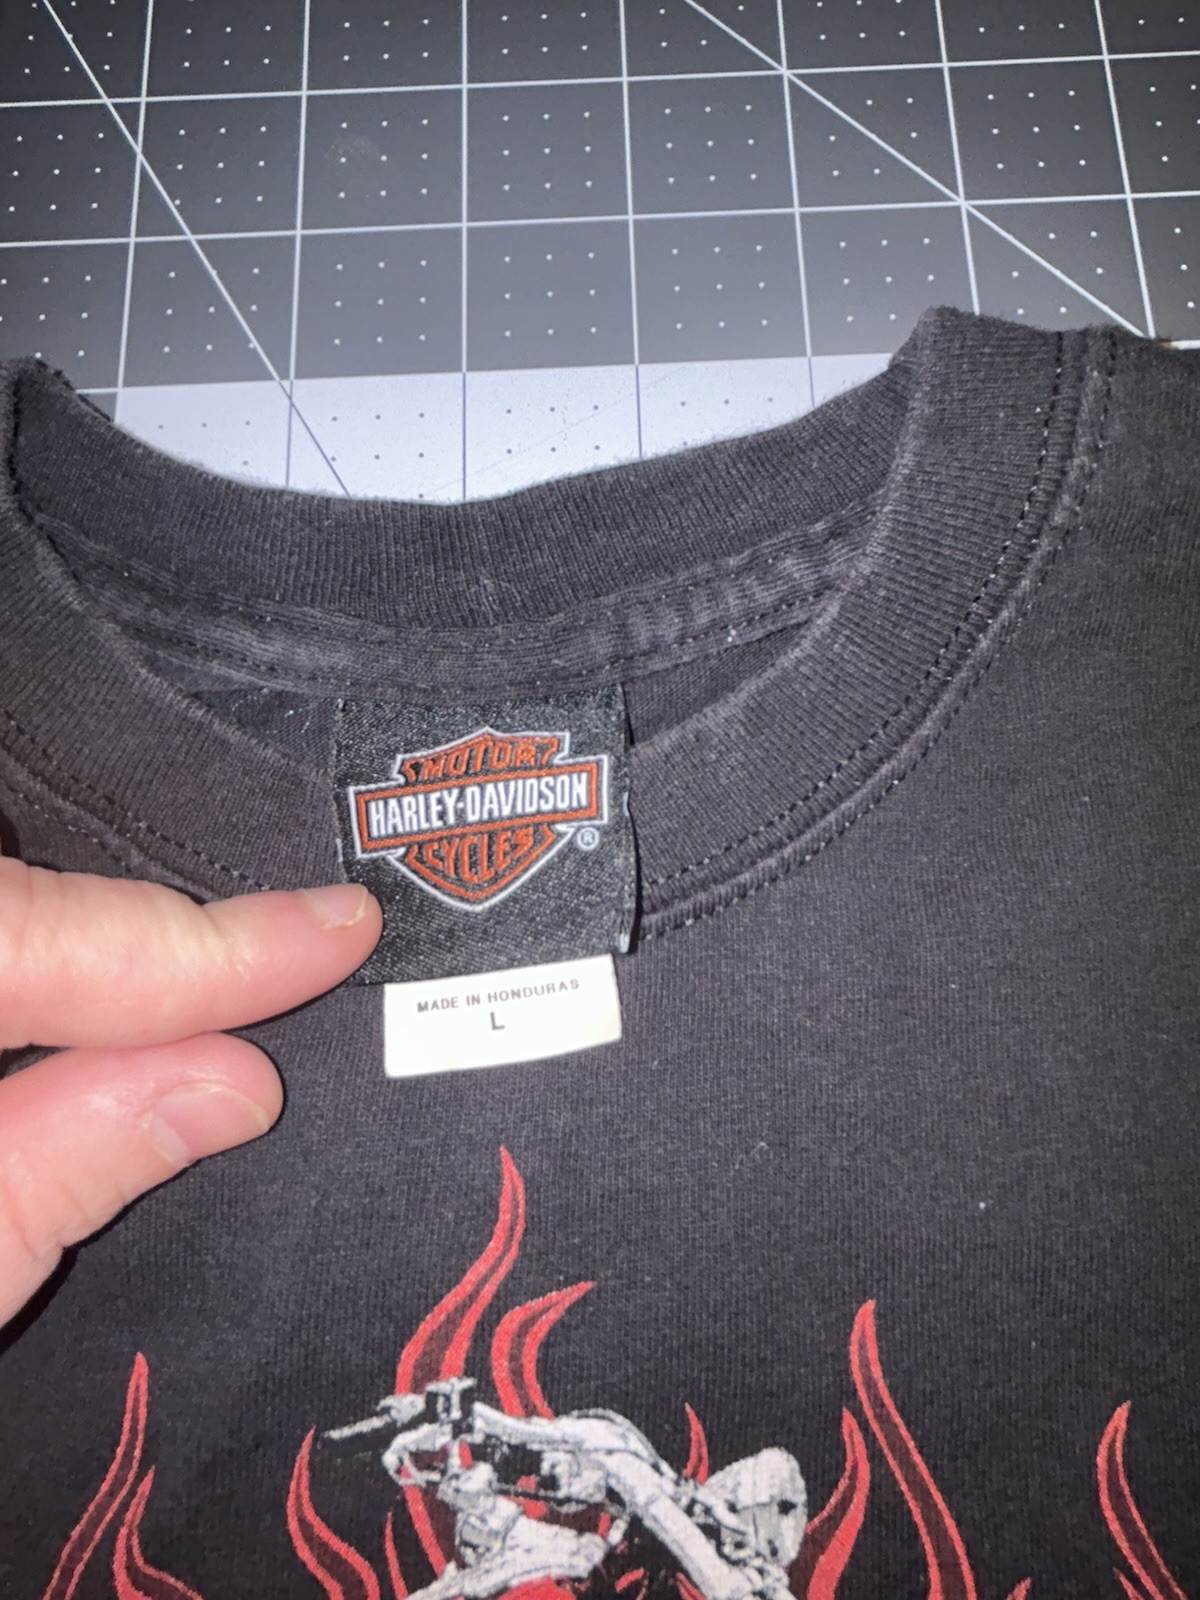 MOTOR
HARLEY-DAVIDSON
CYCLES
®
MADE IN HONDURAS
L